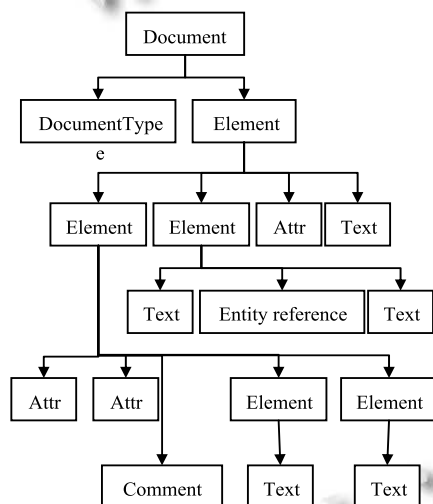 Document
DocumentType
e
Element
Element
Element
Attr
Text
Text
Entity reference
Text
Attr
Attr
Element
Element
Comment
Text
Text